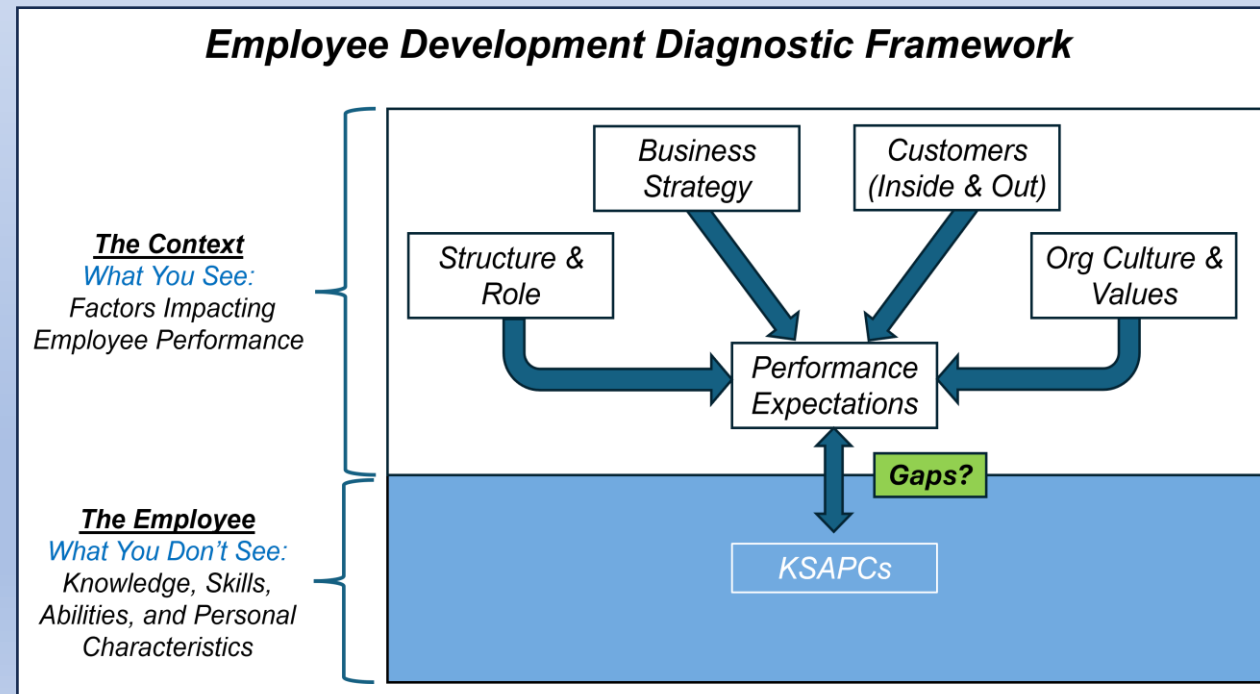 Employee Development Diagnostic Framework
Business
Strategy
Customers
(Inside & Out)
The Context
What You See:
Factors Impacting
Employee Performance
Structure &
Role
Org Culture &
Values
Performance
Expectations
Gaps?
The Employee
What You Don’t See:
Knowledge, Skills,
Abilities, and Personal
Characteristics
KSAPCs